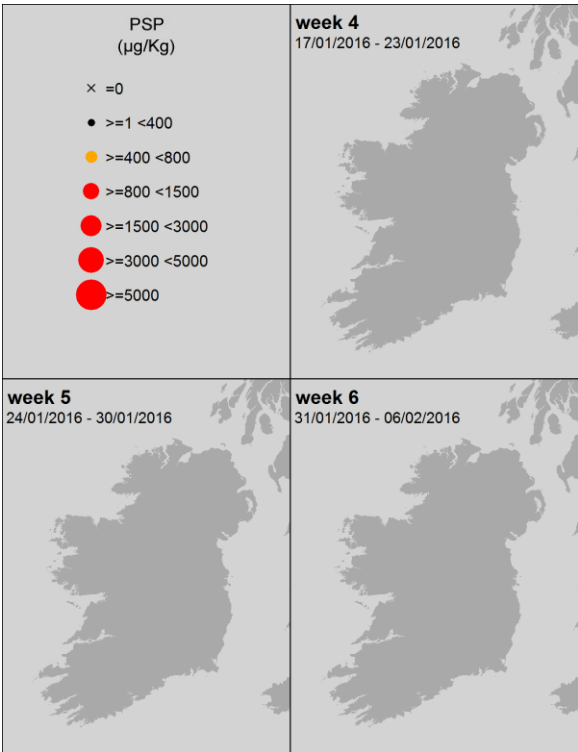 PSP
(µg/Kg)
=0
>=1 <400
>=400 <800
>=800 <1500
>=1500 <3000
>=3000 <5000
>=5000
week 4
17/01/2016 - 23/01/2016
week 5
24/01/2016 - 30/01/2016
week 6
31/01/2016 - 06/02/2016